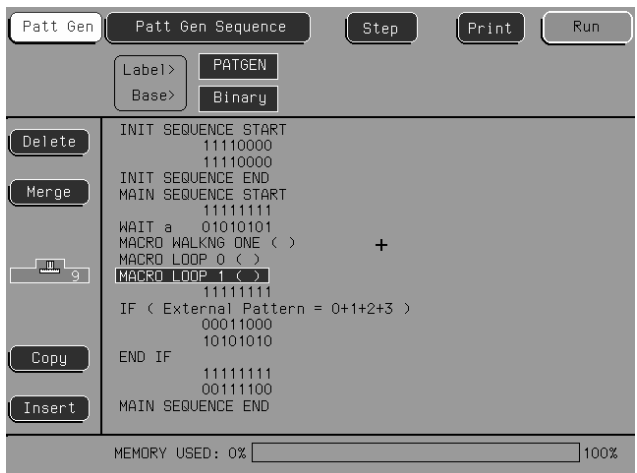 Patt Gen Patt Gen Sequence Step Print Run
Label> PATGEN
Base> Binary
INIT SEQUENCE START
Delete
11110000
11110000
INIT SEQUENCE END
Merge
MAIN SEQUENCE START
11111111
WAIT a 01010101
MACRO WALKNG ONE ( )
MACRO LOOP 0 ( )
9
MACRO LOOP 1 ( )
11111111
IF ( External Pattern = 0+1+2+3 )
00011000
10101010
Copy
END IF
11111111
00111100
Insert
MAIN SEQUENCE END
MEMORY USED: 0% 100%